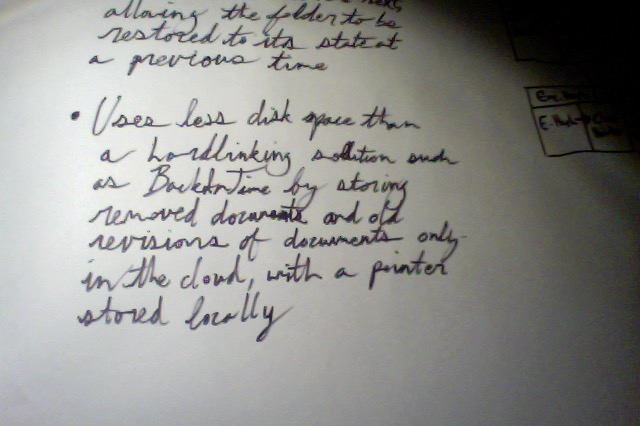 allowing the folder to be
restored to its state at
a previous time
• Uses less disk space than
a hardlinking solution such
as BackInTime by storing
removed documents and old
revisions of documents only
in the cloud, with a pointer
stored locally